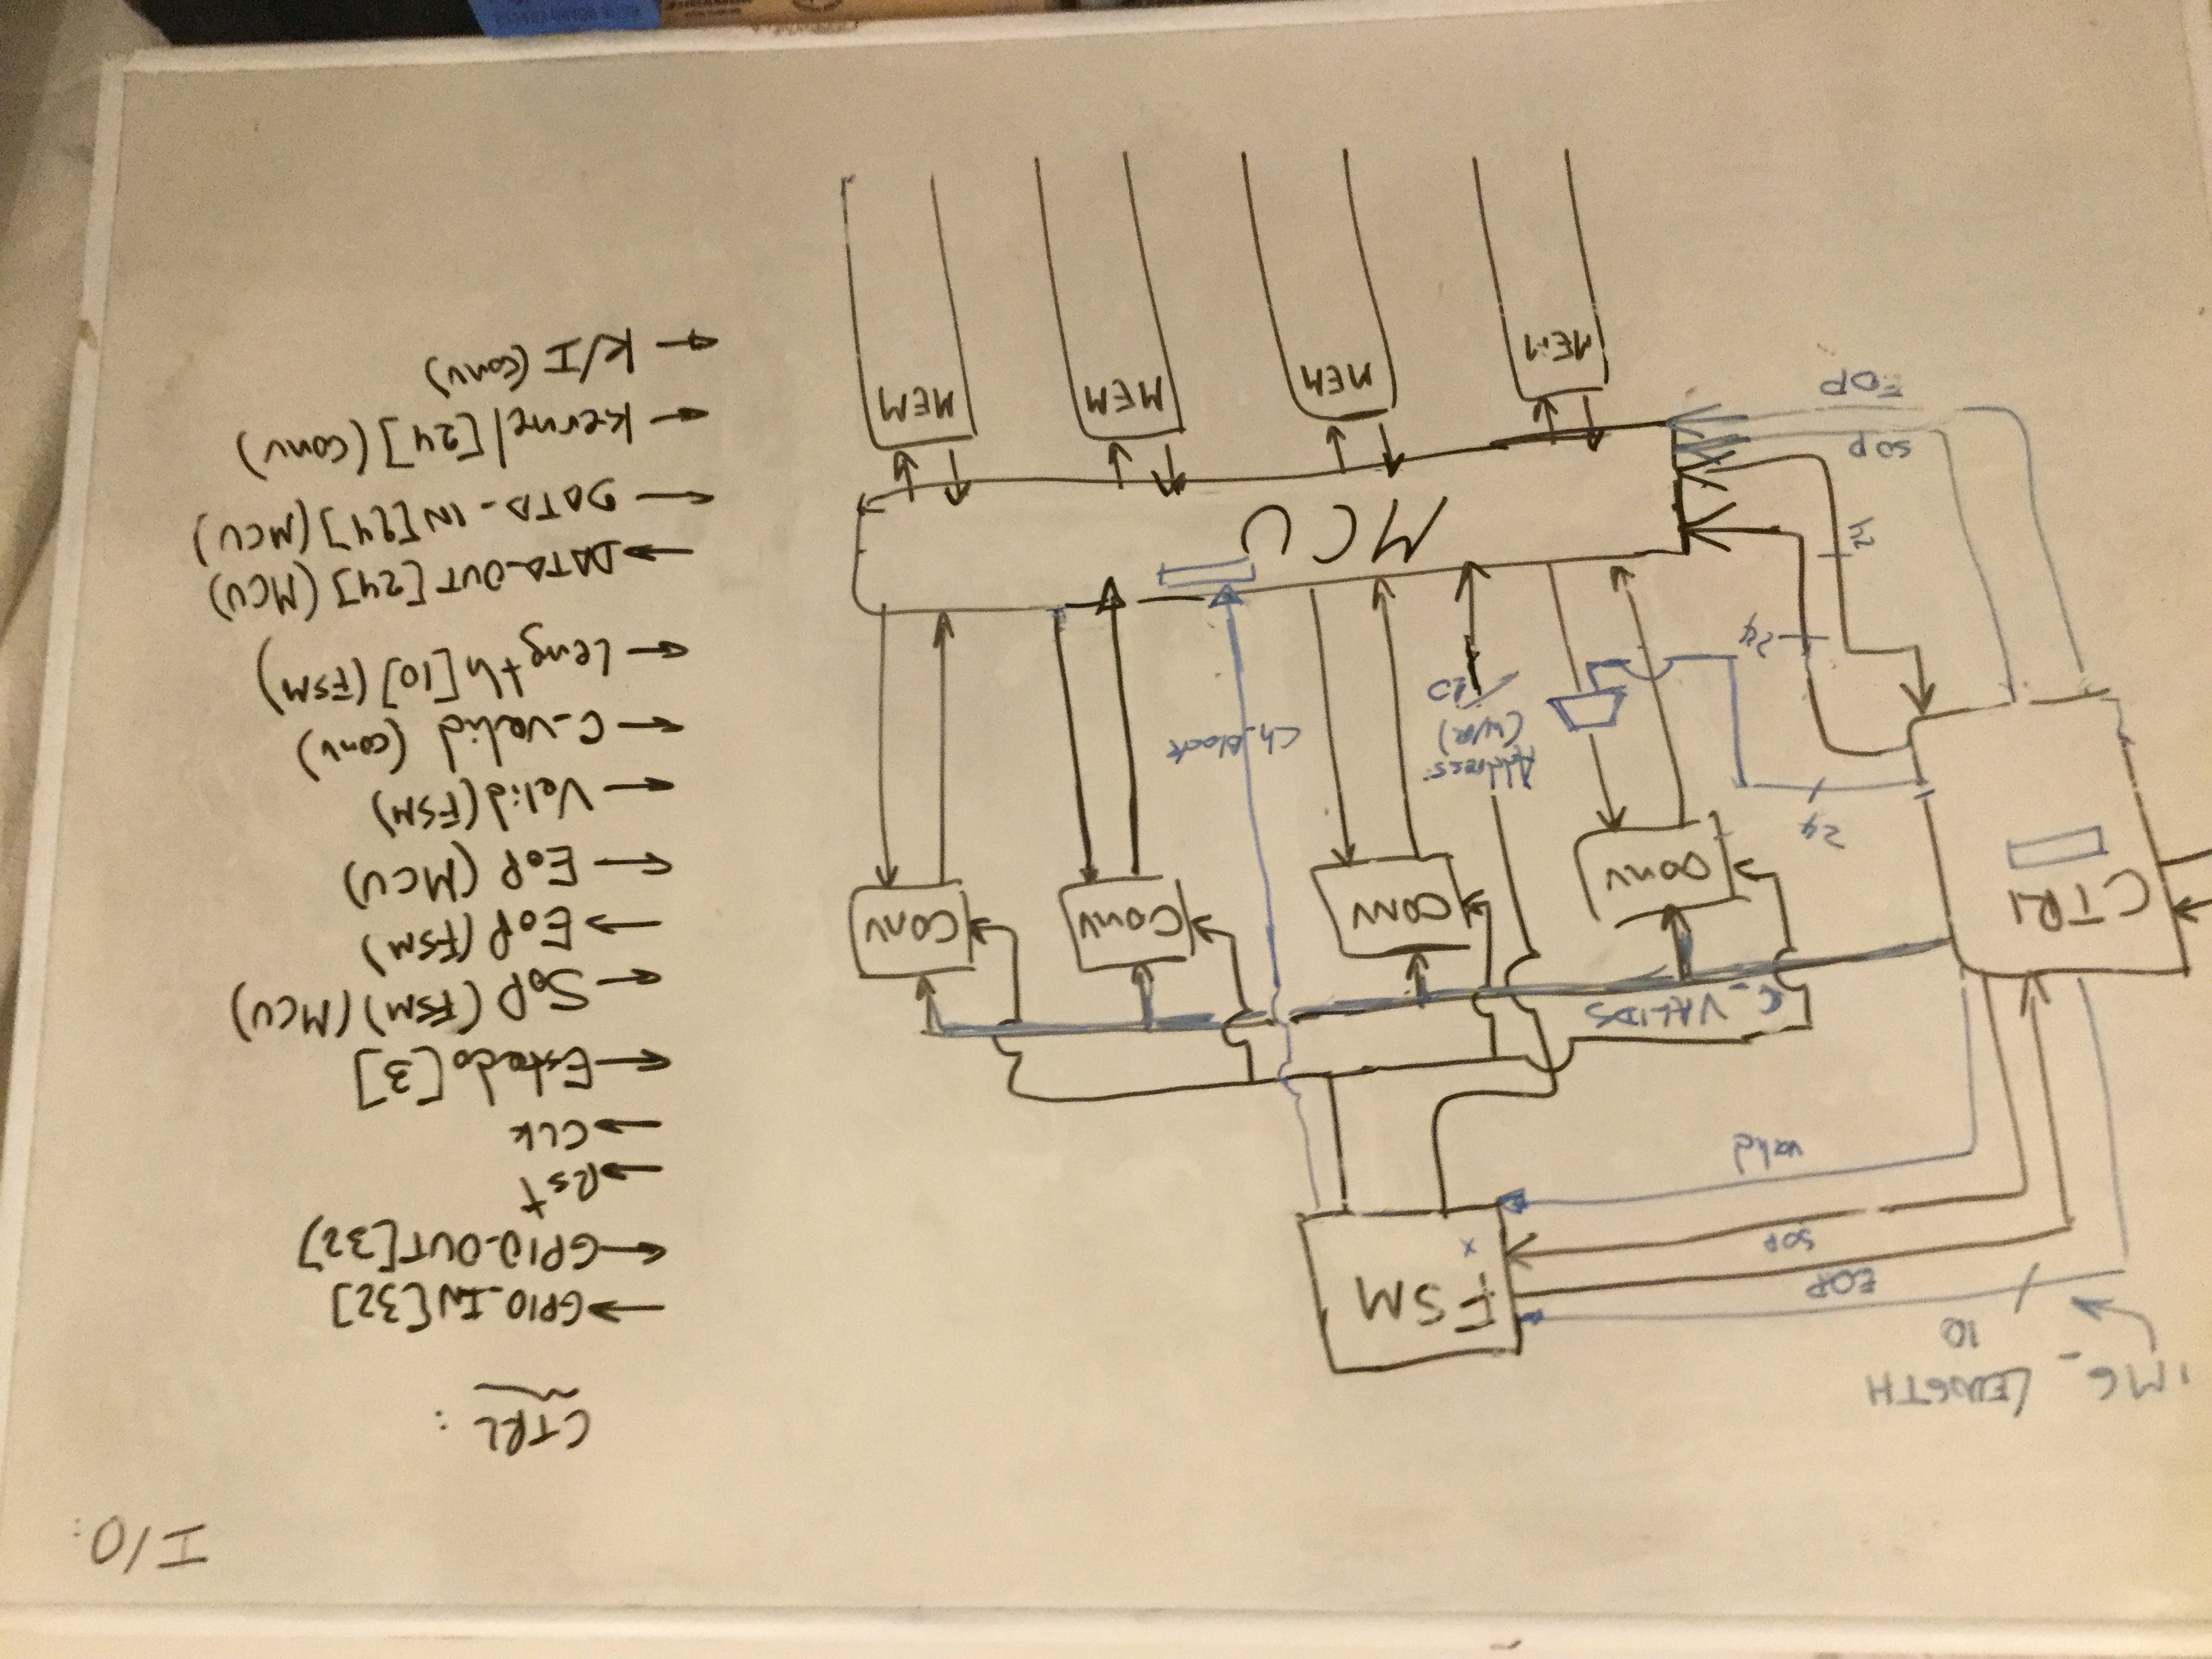 I/O:
IMG_LENGTH
10
EOP
SOP
valid
FSM
x
C_VALIDS
CTRL
CONV
CONV
CONV
CONV
24
24
24
Address
(W/R)
10
Ch_Block
MCU
SOP
EOP
MEM
MEM
MEM
MEM
CTRL:
→GPIO_IN[32]
←GPIO_OUT[32]
→Rst
→CLK
←Estado[3]
←SoP (FSM)(MCU)
→EoP(FSM)
←EoP (MCU)
←Valid(FSM)
←C_valid (conv)
←Length[10](FSM)
→DATA_OUT[24](MCU)
←DATA_IN[24](MCU)
←Kernel[24](conv)
←K/I (conv)